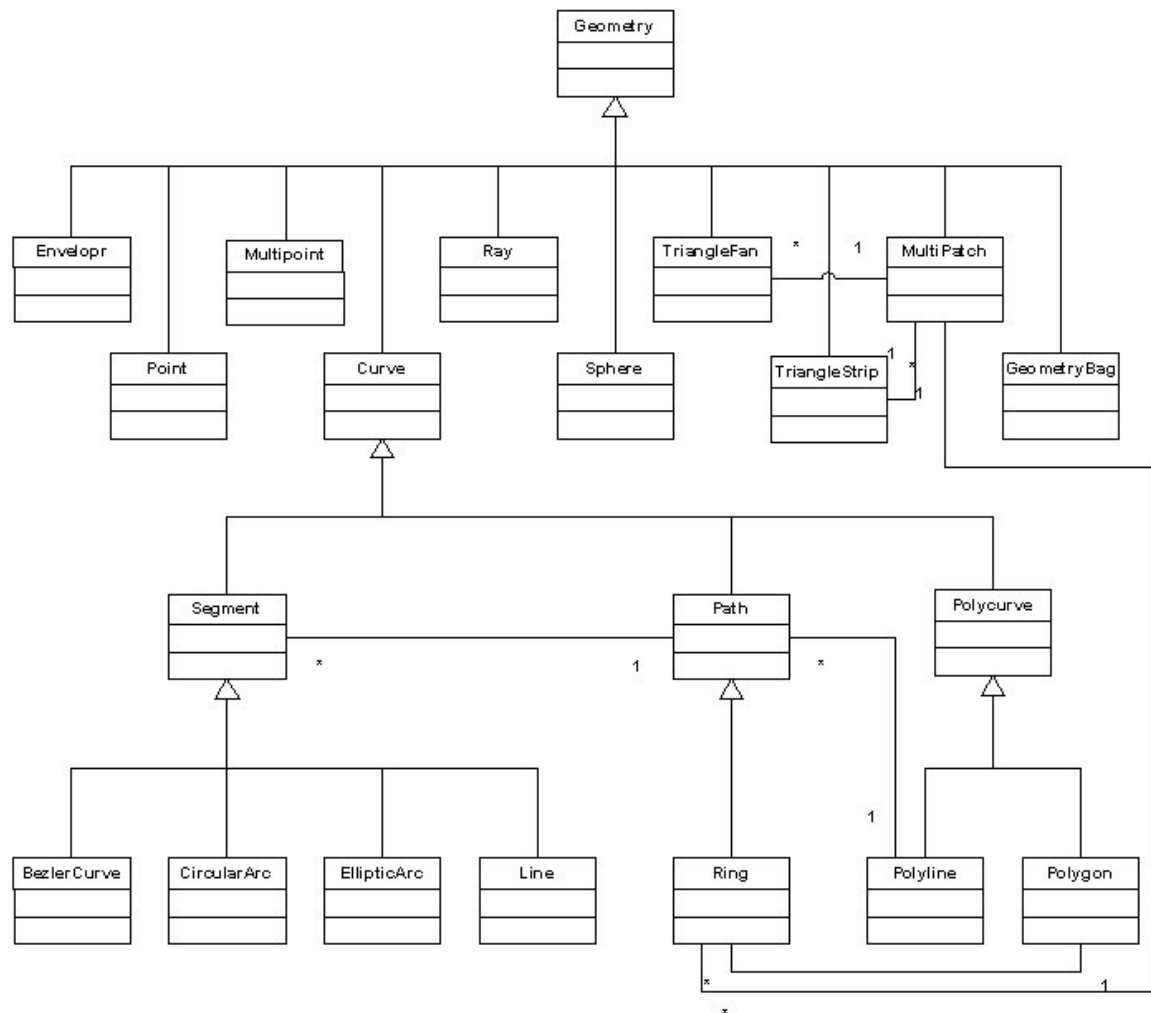 Geometry
Envelopr
Multipoint
Ray
TriangleFan
*
1
MultiPatch
Point
Curve
Sphere
TriangleStrip
1
*
1
GeometryBag
Segment
Path
Polycurve
*
1
*
1
BezlerCurve
CircularArc
EllipticArc
Line
Ring
Polyline
Polygon
*
1
*